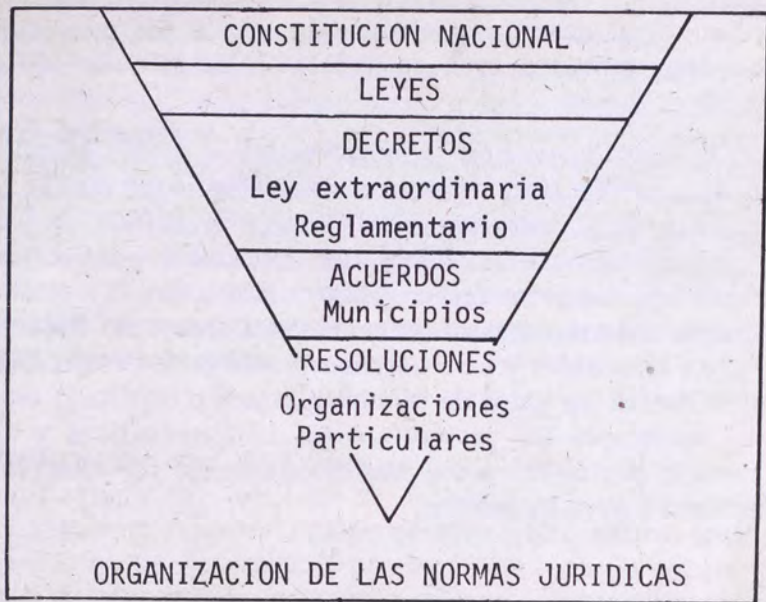 CONSTITUCION NACIONAL
LEYES
DECRETOS
Ley extraordinaria
Reglamentario
ACUERDOS
Municipios
RESOLUCIONES
Organizaciones
Particulares
ORGANIZACION DE LAS NORMAS JURIDICAS